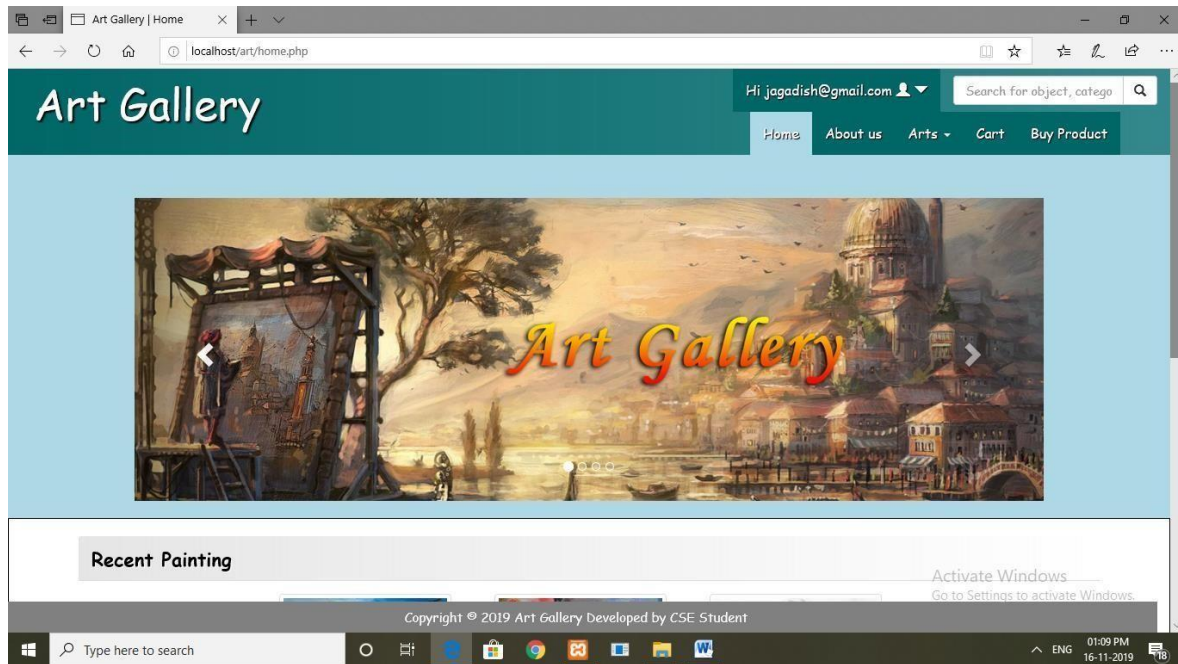 Art Gallery | Home
localhost/art/home.php
Art Gallery
Hi jagadish@gmail.com
Search for object, catego
Home About us Arts Cart Buy Product
Art Gallery
Recent Painting
Activate Windows
Go to Settings to activate Windows.
Copyright © 2019 Art Gallery Developed by CSE Student
Type here to search
ENG
01:09 PM
16-11-2019
18